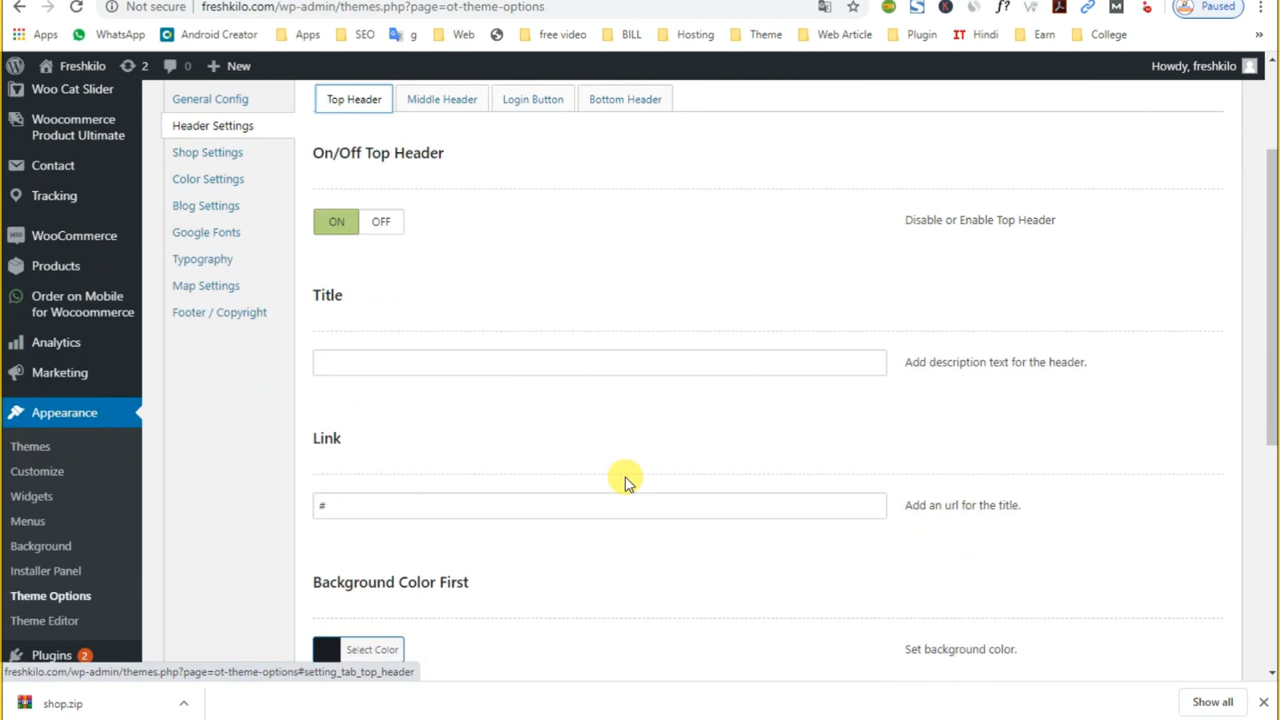 Not secure freshkilo.com/wp-admin/themes.php?page=ot-theme-options Paused
Apps WhatsApp Android Creator Apps SEO g Web free video BILL Hosting Theme Web Article Plugin IT Hindi Earn College »
Freshkilo 2 0 + New Howdy, freshkilo
Woo Cat Slider
Woocommerce
Product Ultimate
Contact
Tracking
WooCommerce
Products
Order on Mobile
for Wocoommerce
Analytics
Marketing
Appearance
Themes
Customize
Widgets
Menus
Background
Installer Panel
Theme Options
Theme Editor
Plugins 2
General Config
Header Settings
Shop Settings
Color Settings
Blog Settings
Google Fonts
Typography
Map Settings
Footer / Copyright
Top Header Middle Header Login Button Bottom Header
On/Off Top Header
ON OFF Disable or Enable Top Header
Title
Add description text for the header.
Link
# Add an url for the title.
Background Color First
Select Color Set background color.
freshkilo.com/wp-admin/themes.php?page=ot-theme-options#setting_tab_top_header
shop.zip Show all